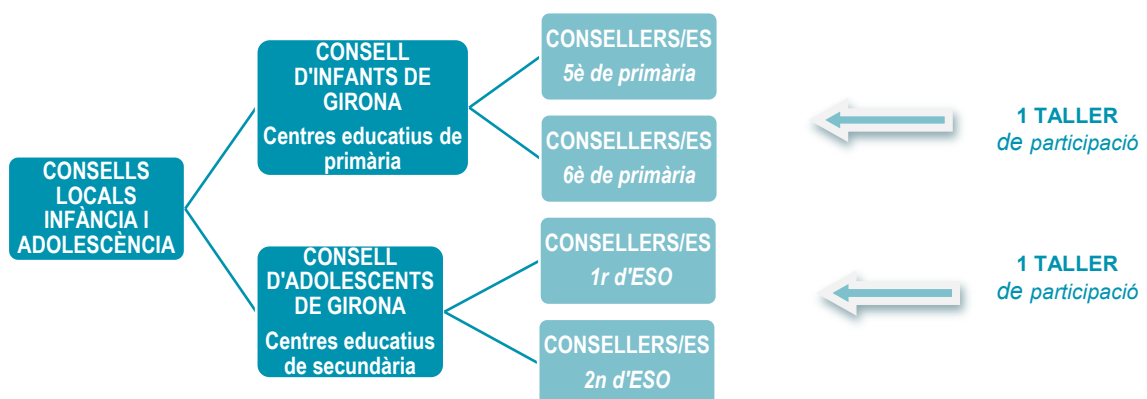 CONSELLS
LOCALS
INFÀNCIA I
ADOLESCÈNCIA
CONSELL
D'INFANTS DE
GIRONA
Centres educatius de
primària
CONSELLERS/ES
5è de primària
CONSELLERS/ES
6è de primària
1 TALLER
de participació
CONSELL
D'ADOLESCENTS
DE GIRONA
Centres educatius
de secundària
CONSELLERS/ES
1r d'ESO
CONSELLERS/ES
2n d'ESO
1 TALLER
de participació